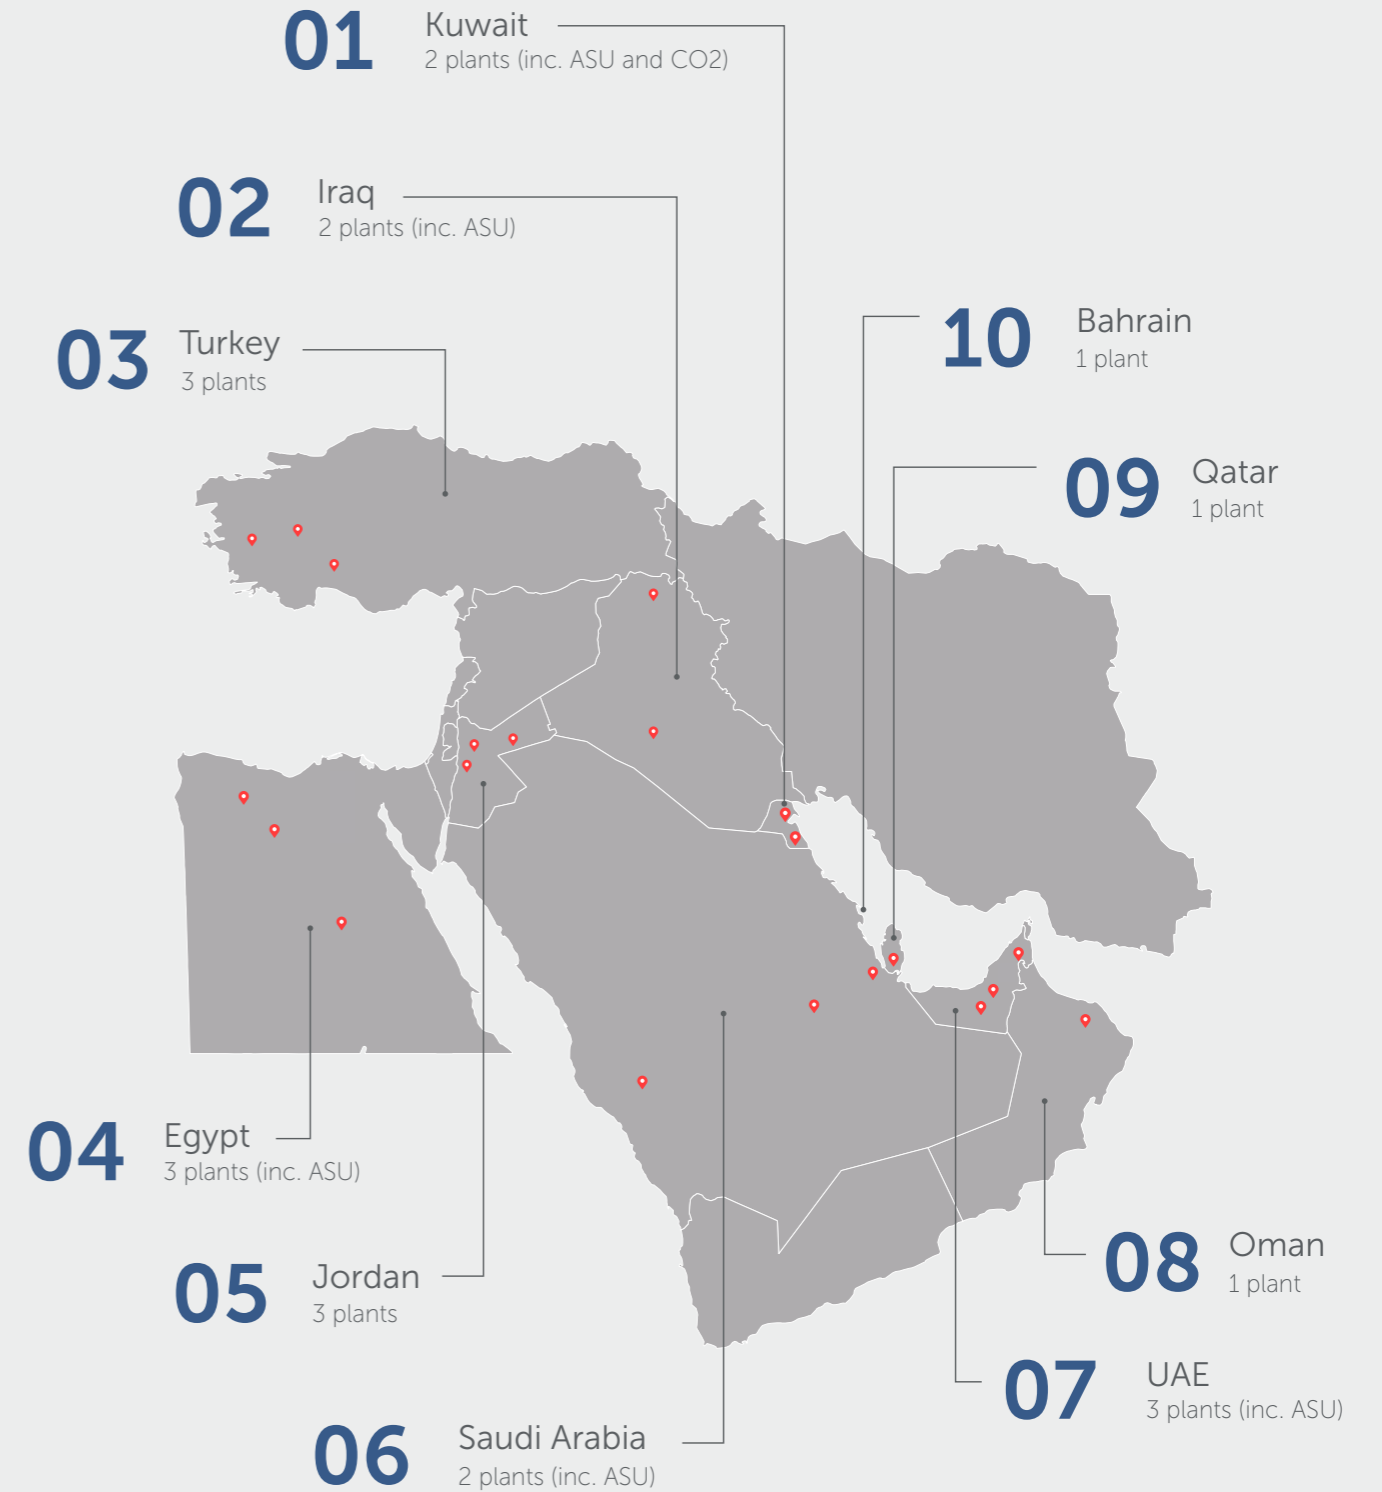 01
Kuwait
2 plants (inc. ASU and CO2)
02
Iraq
2 plants (inc. ASU)
03
Turkey
3 plants
10
Bahrain
1 plant
09
Qatar
1 plant
04
Egypt
3 plants (inc. ASU)
05
Jordan
3 plants
06
Saudi Arabia
2 plants (inc. ASU)
08
Oman
1 plant
07
UAE
3 plants (inc. ASU)